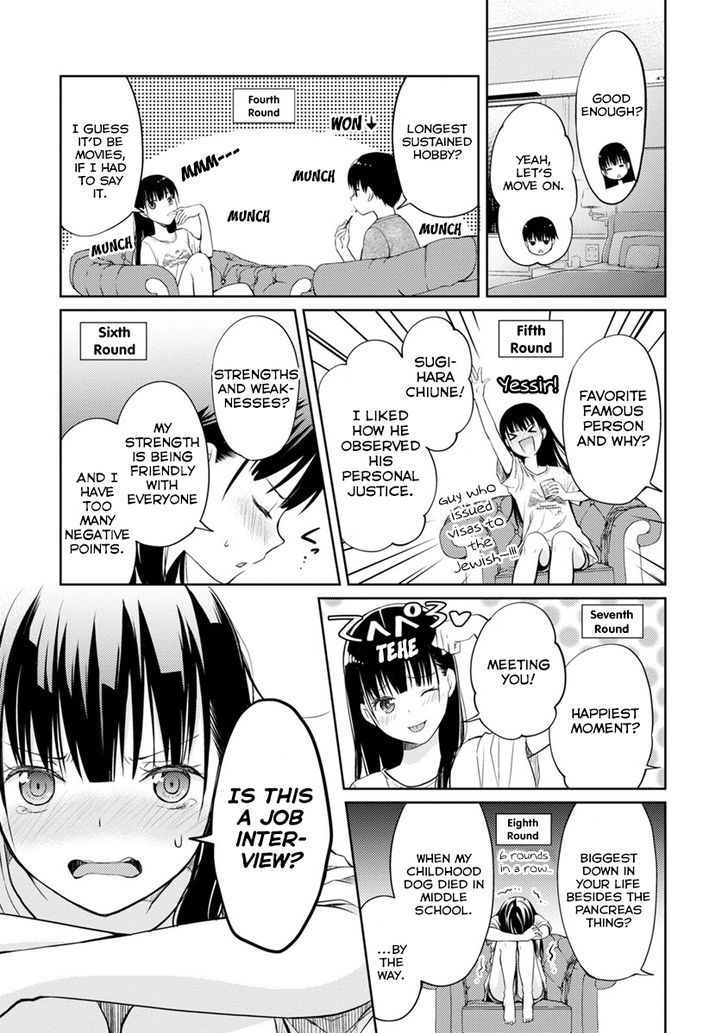 GOOD
ENOUGH?
YEAH,
LET'S
MOVE ON.
Fourth
Round
WON
LONGEST
SUSTAINED
HOBBY?
MMM---
I GUESS
IT'D BE
MOVIES,
IF I HAD
TO SAY
IT.
MUNCH
MUNCH
MUNCH
MUNCH
Fifth
Round
FAVORITE
FAMOUS
PERSON
AND WHY?
Yessir!
SUGI-
HARA
CHIUNE!
I LIKED
HOW HE
OBSERVED
HIS
PERSONAL
JUSTICE.
Guy who
issued
visas to
the
Jewish~!!!
Sixth
Round
STRENGTHS
AND WEAK-
NESSES?
MY
STRENGTH
IS BEING
FRIENDLY
WITH
EVERYONE
AND I
HAVE
TOO
MANY
NEGATIVE
POINTS.
Seventh
Round
HAPPIEST
MOMENT?
MEETING
YOU!
てへぺろ♡
TEHE
Eighth
Round
6 rounds
in a row...
BIGGEST
DOWN IN
YOUR LIFE
BESIDES THE
PANCREAS
THING?
WHEN MY
CHILDHOOD
DOG DIED IN
MIDDLE
SCHOOL.
...BY
THE
WAY.
IS THIS
A JOB
INTER-
VIEW?